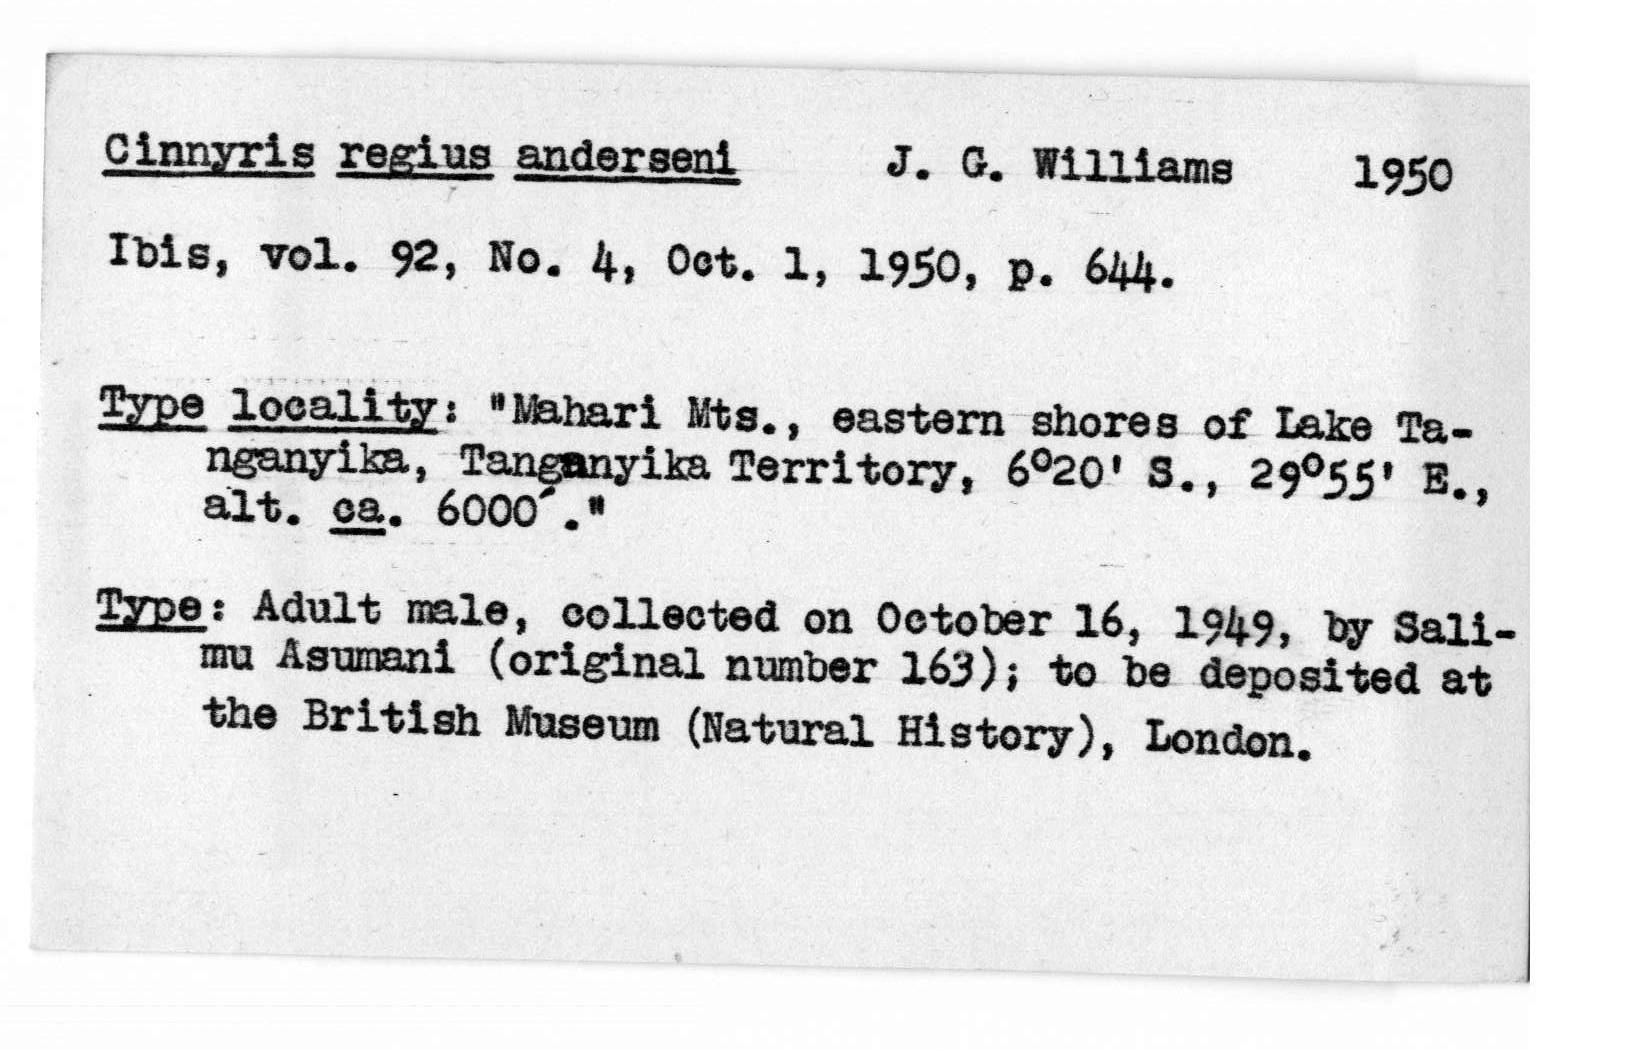 Cinnyris regius anderseni J. G. Williams 1950
Ibis, vol. 92, No. 4, Oct. 1, 1950, p. 644.
Type locality: "Mahari Mts., eastern shores of Lake Ta-
nganyika, Tanganyika Territory, 6°20' S., 29°55' E.,
alt. ca. 6000´."
Type: Adult male, collected on October 16, 1949, by Sali-
mu Asumani (original number 163); to be deposited at
the British Museum (Natural History), London.